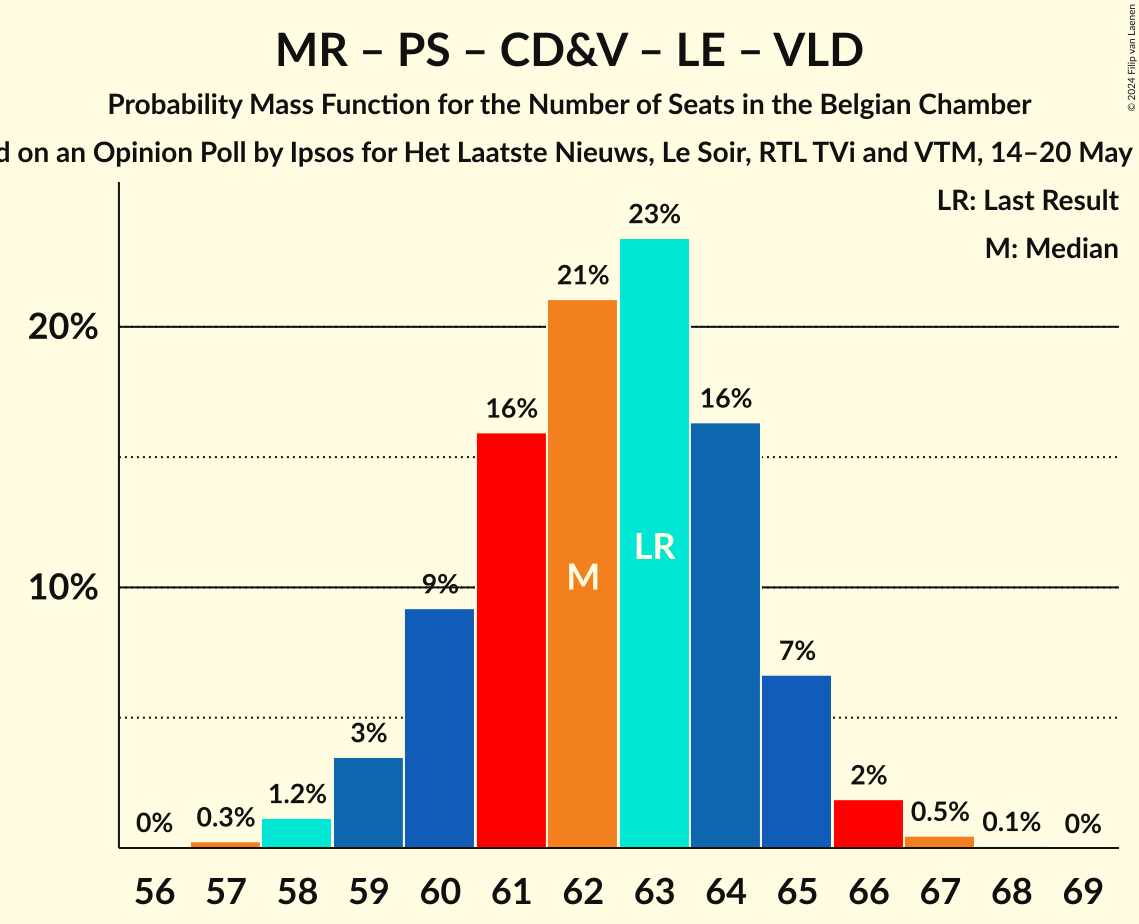 MR – PS – CD&V – LE – VLD
Probability Mass Function for the Number of Seats in the Belgian Chamber
d on an Opinion Poll by Ipsos for Het Laatste Nieuws, Le Soir, RTL TVi and VTM, 14–20 May
© 2024 Filip van Laenen
LR: Last Result
M: Median
23%
21%
20%
16%
16%
LR
M
10%
9%
7%
3%
2%
1.2%
0.5%
0.3%
0.1%
0%
0%
56 57 58 59 60 61 62 63 64 65 66 67 68 69